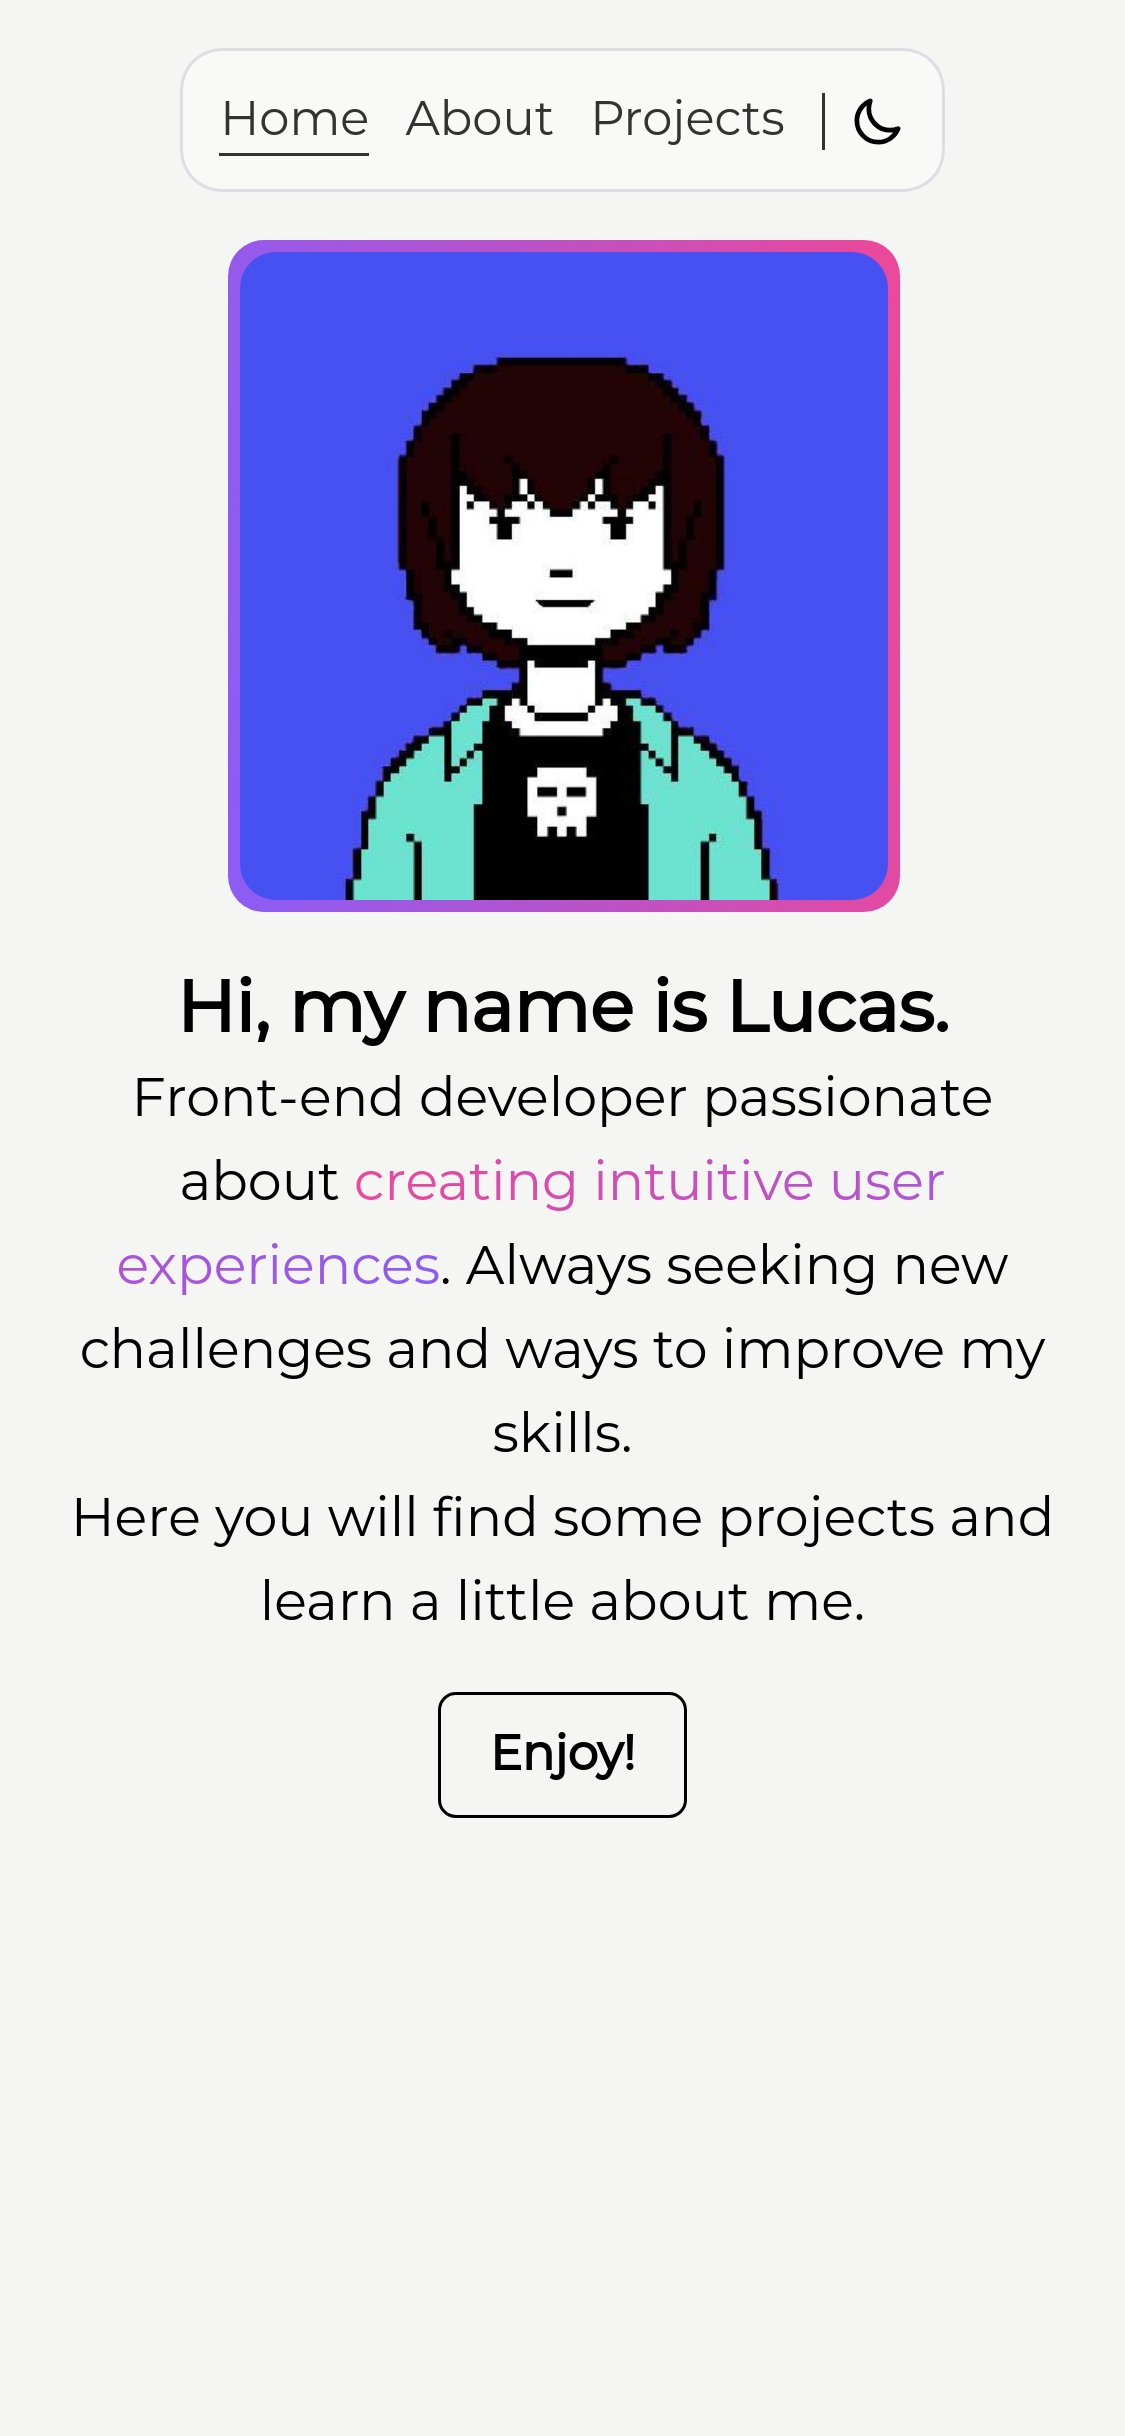 Home About Projects
Hi, my name is Lucas.
Front-end developer passionate
about creating intuitive user
experiences. Always seeking new
challenges and ways to improve my
skills.
Here you will find some projects and
learn a little about me.
Enjoy!